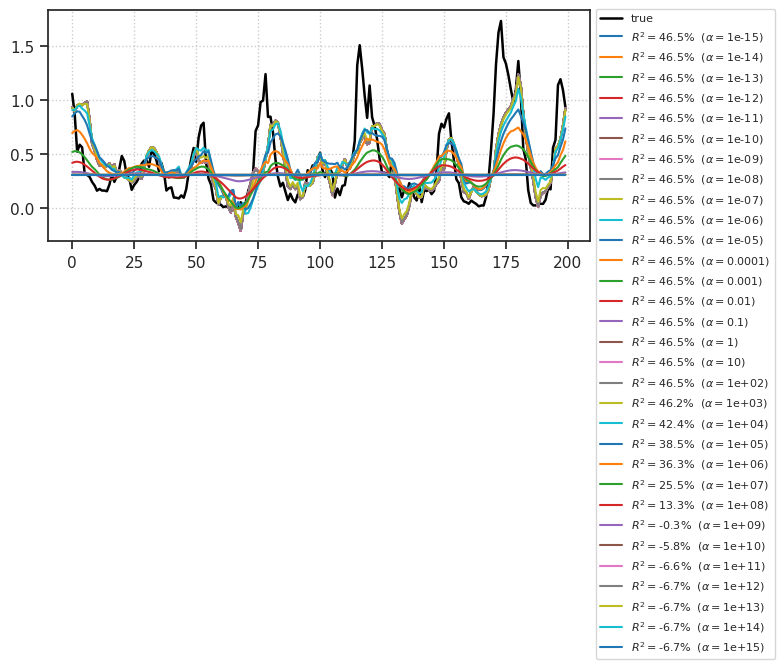 1.5
1.0
0.5
0.0
0 25 50 75 100 125 150 175 200
true
R² = 46.5% (α = 1e-15)
R² = 46.5% (α = 1e-14)
R² = 46.5% (α = 1e-13)
R² = 46.5% (α = 1e-12)
R² = 46.5% (α = 1e-11)
R² = 46.5% (α = 1e-10)
R² = 46.5% (α = 1e-09)
R² = 46.5% (α = 1e-08)
R² = 46.5% (α = 1e-07)
R² = 46.5% (α = 1e-06)
R² = 46.5% (α = 1e-05)
R² = 46.5% (α = 0.0001)
R² = 46.5% (α = 0.001)
R² = 46.5% (α = 0.01)
R² = 46.5% (α = 0.1)
R² = 46.5% (α = 1)
R² = 46.5% (α = 10)
R² = 46.5% (α = 1e+02)
R² = 46.2% (α = 1e+03)
R² = 42.4% (α = 1e+04)
R² = 38.5% (α = 1e+05)
R² = 36.3% (α = 1e+06)
R² = 25.5% (α = 1e+07)
R² = 13.3% (α = 1e+08)
R² = -0.3% (α = 1e+09)
R² = -5.8% (α = 1e+10)
R² = -6.6% (α = 1e+11)
R² = -6.7% (α = 1e+12)
R² = -6.7% (α = 1e+13)
R² = -6.7% (α = 1e+14)
R² = -6.7% (α = 1e+15)